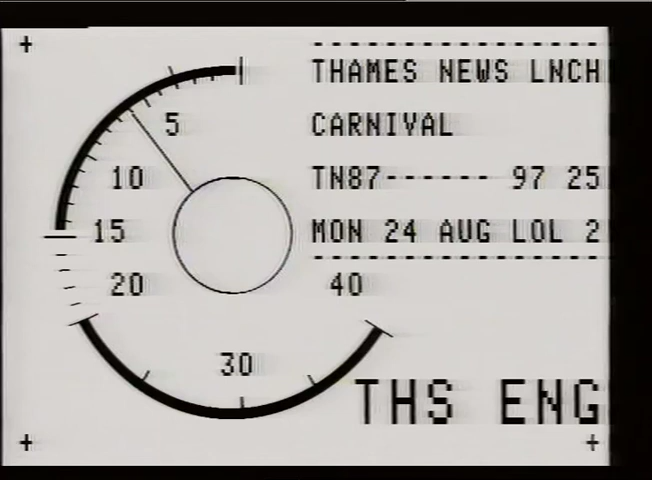 THAMES NEWS LNCH
CARNIVAL
TN87------ 97 25
MON 24 AUG LOL 2
5
10
15
20
30
40
THS ENG